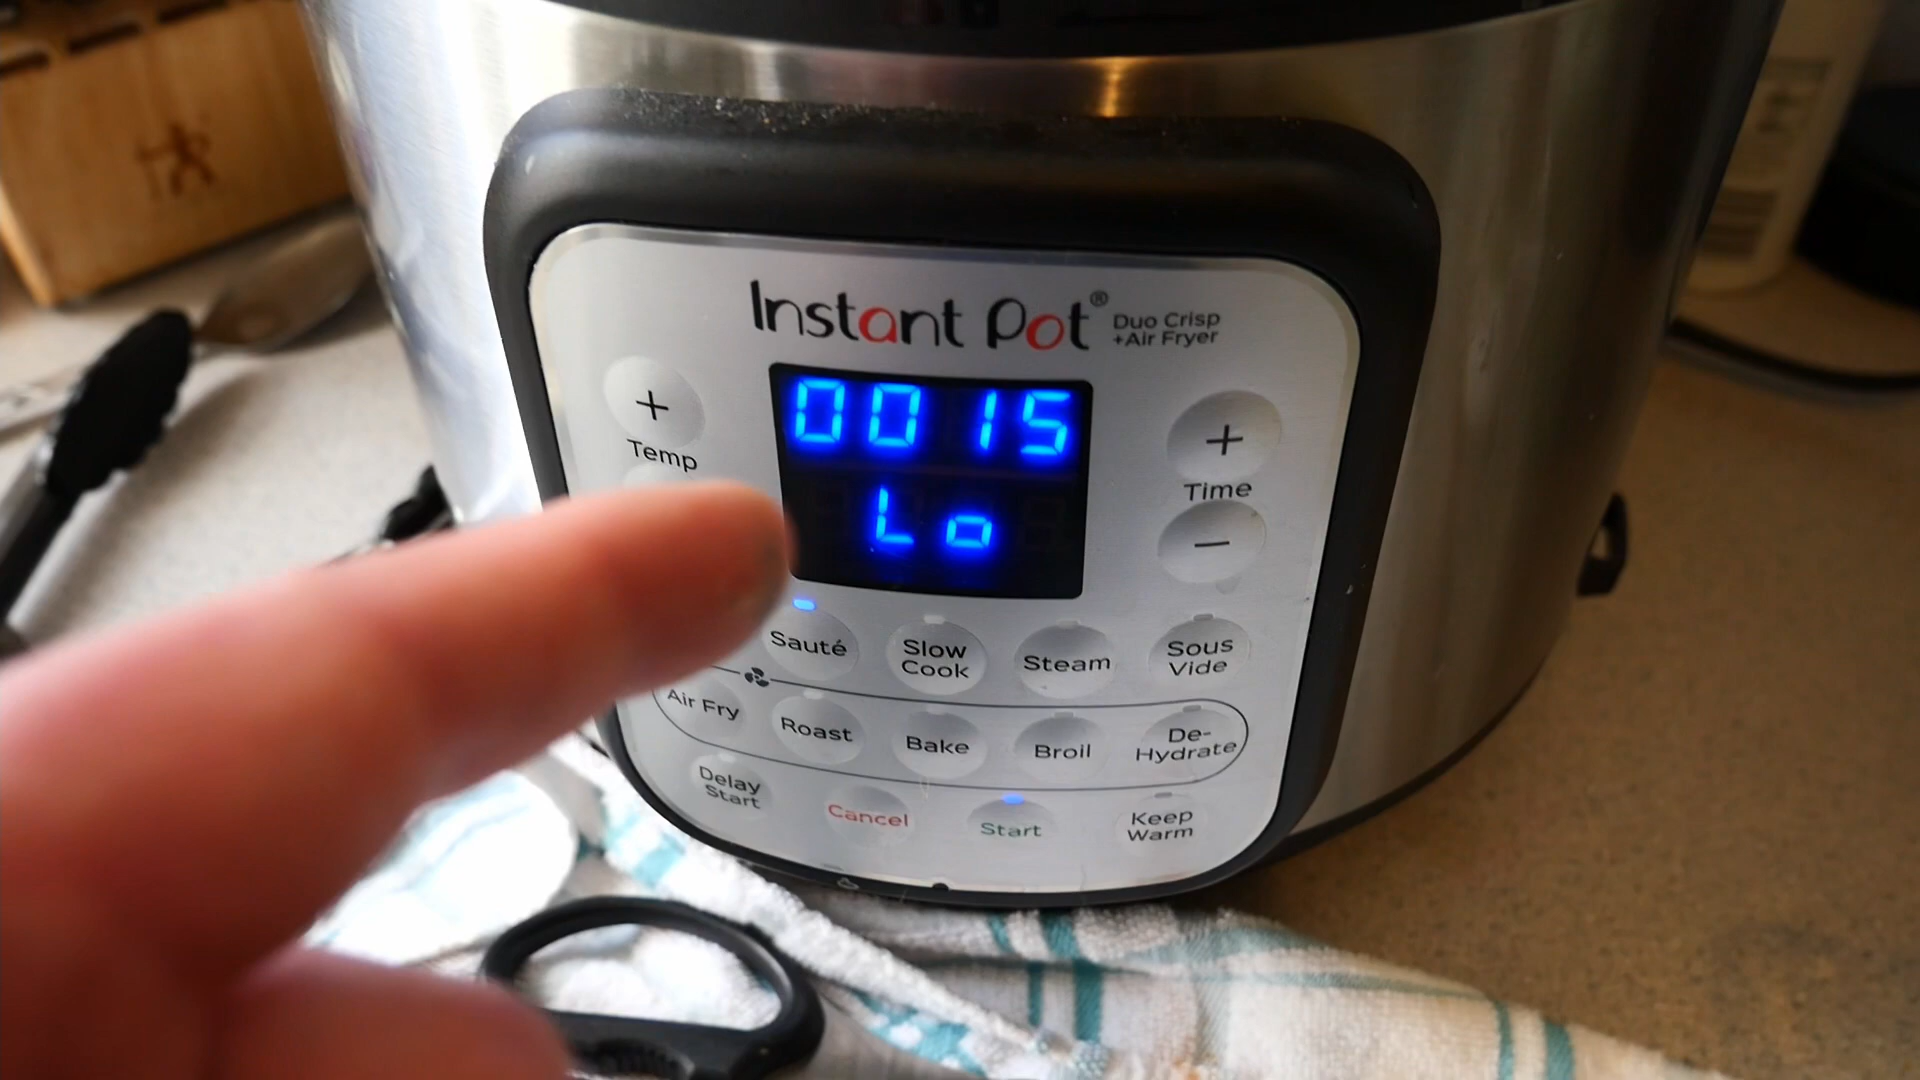 Instant Pot® Duo Crisp
+Air Fryer
+
Temp
0015
Lo
+
Time
−
Sauté
Slow
Cook
Steam
Sous
Vide
Air Fry
Roast
Bake
Broil
De-
Hydrate
Delay
Start
Cancel
Start
Keep
Warm